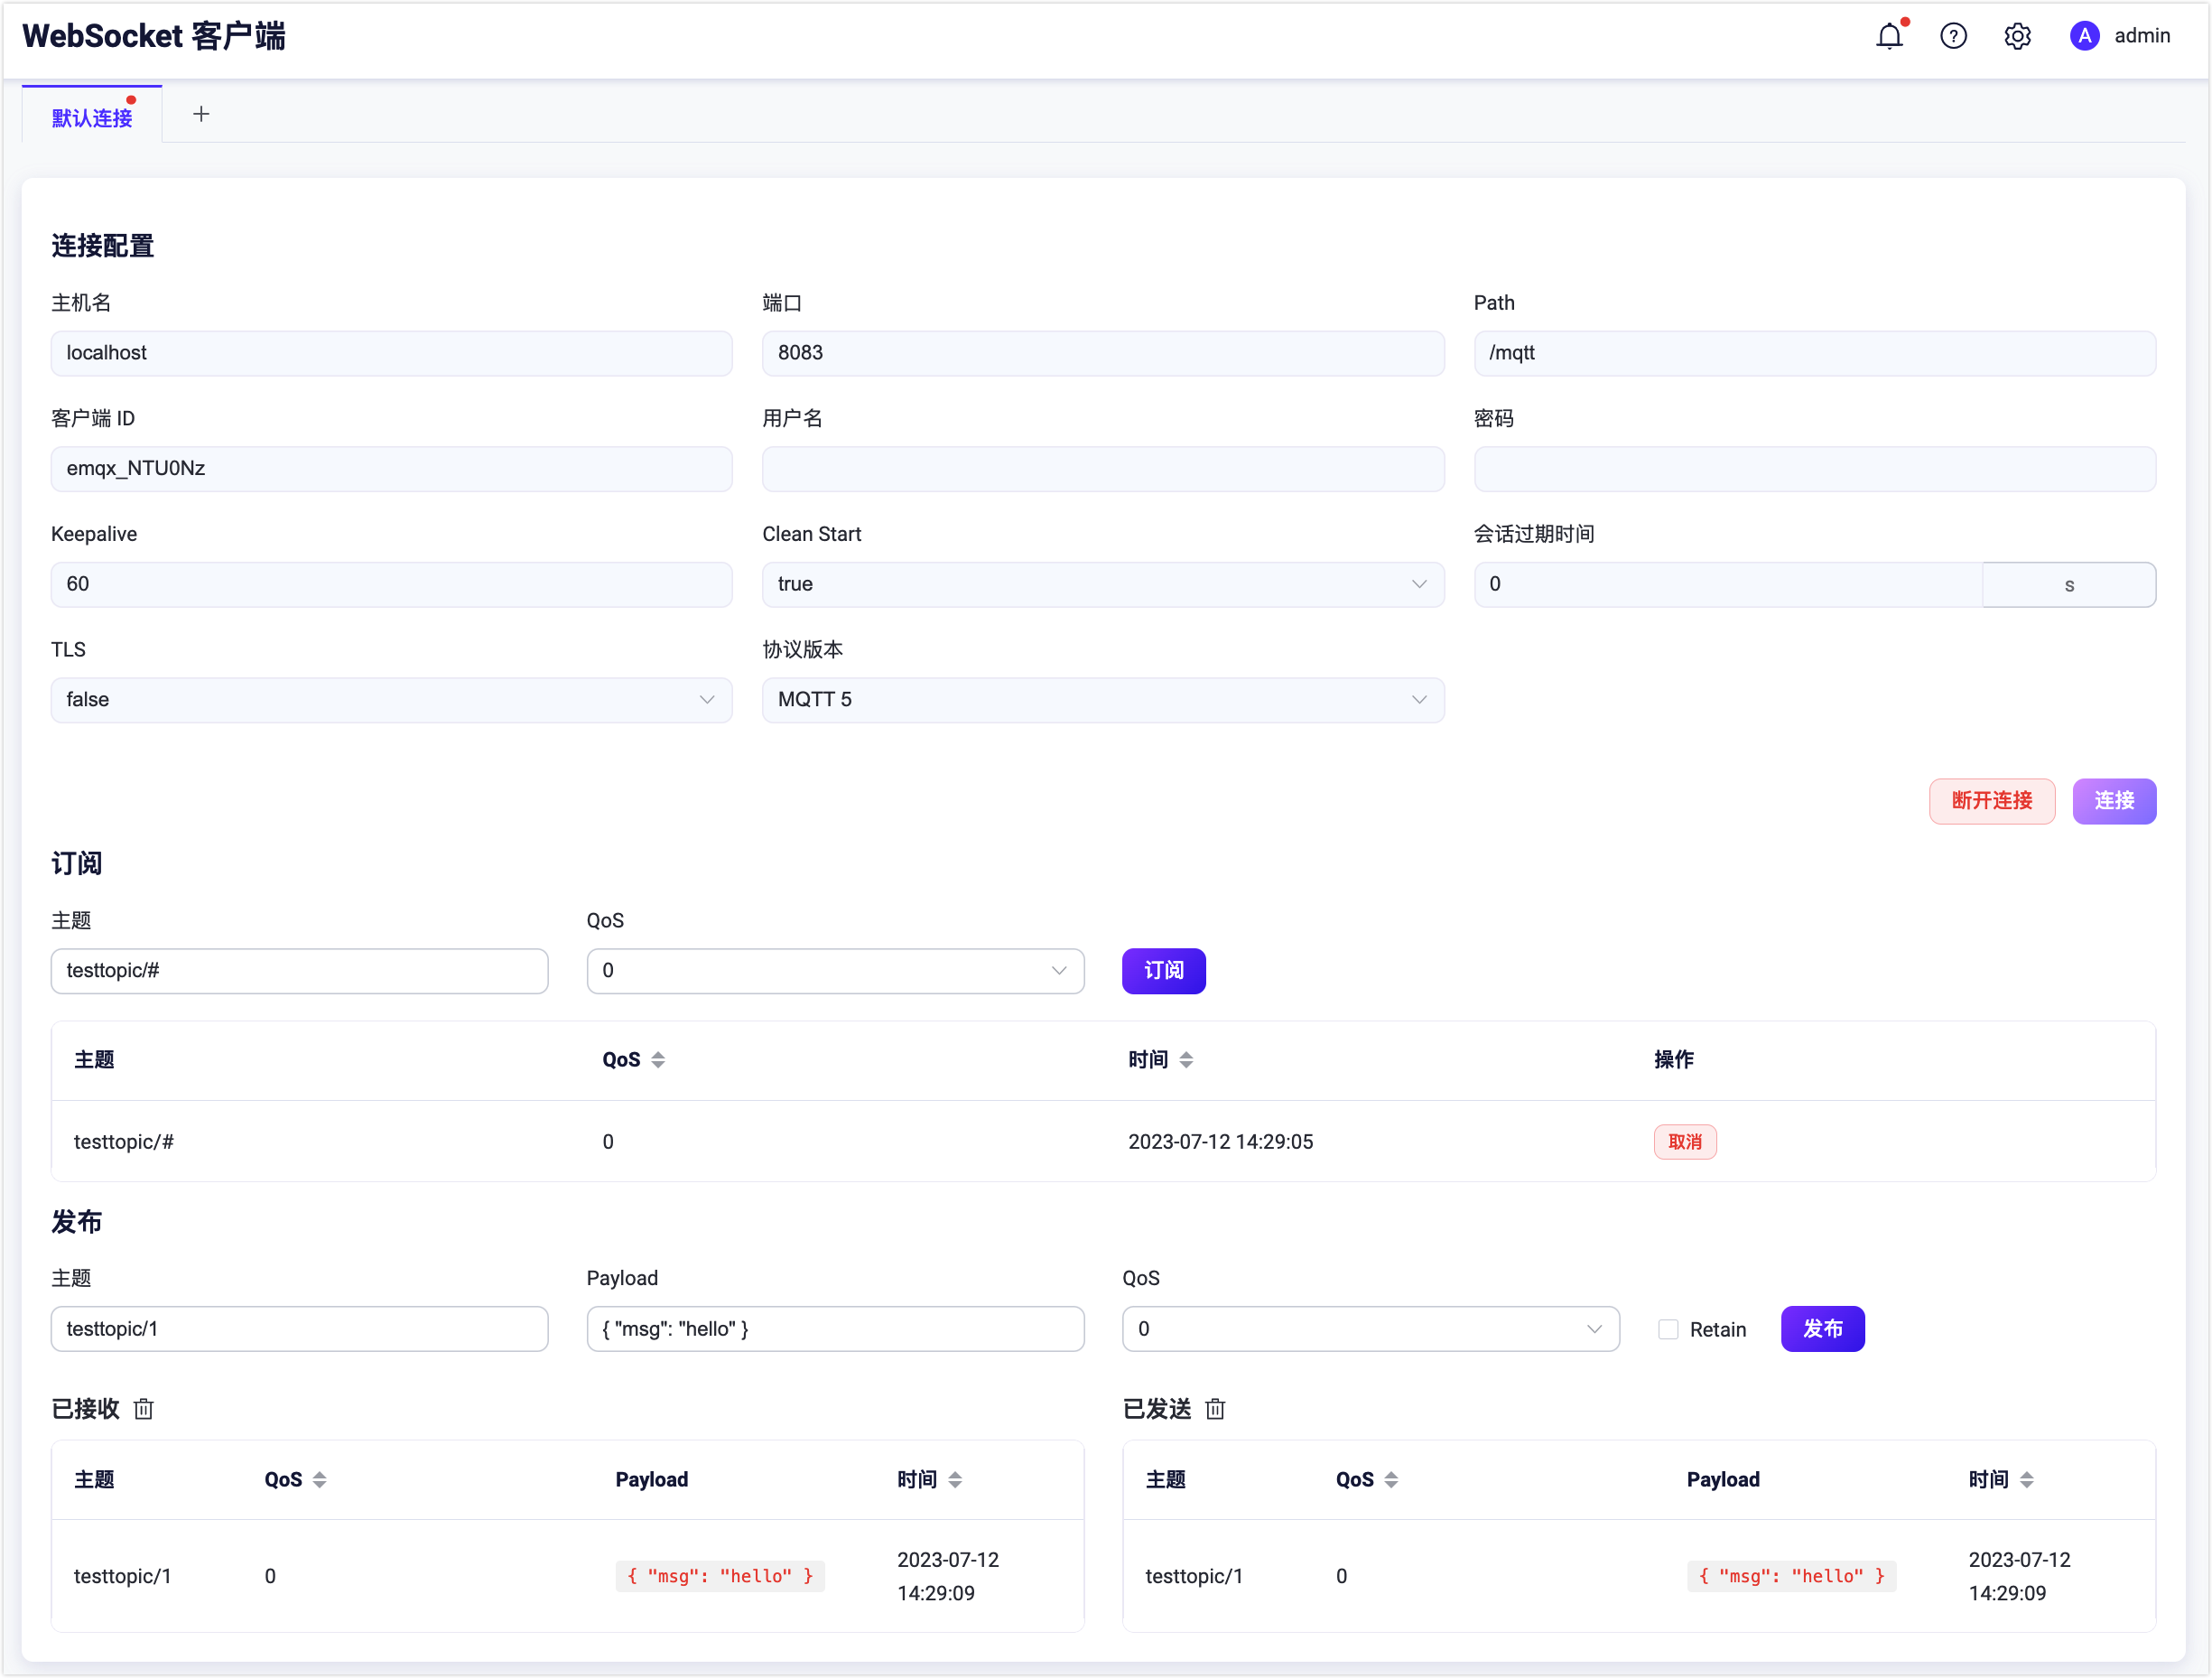 WebSocket 客户端
A admin
默认连接
连接配置
主机名 端口 Path
localhost 8083 /mqtt
客户端 ID 用户名 密码
emqx_NTU0Nz
Keepalive Clean Start 会话过期时间
60 true 0 s
TLS 协议版本
false MQTT 5
断开连接 连接
订阅
主题 QoS
testtopic/# 0 订阅
主题 QoS 时间 操作
testtopic/# 0 2023-07-12 14:29:05 取消
发布
主题 Payload QoS
testtopic/1 { "msg": "hello" } 0 Retain 发布
已接收 已发送
主题 QoS Payload 时间 主题 QoS Payload 时间
testtopic/1 0 { "msg": "hello" } 2023-07-12 14:29:09 testtopic/1 0 { "msg": "hello" } 2023-07-12 14:29:09